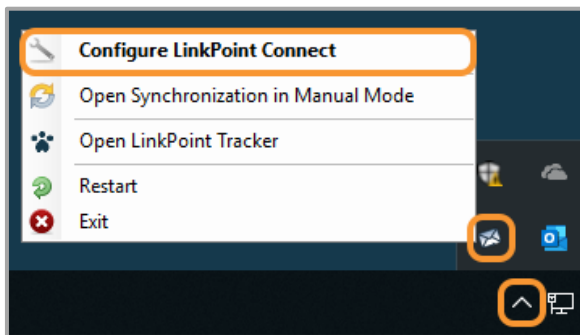 Configure LinkPoint Connect
Open Synchronization in Manual Mode
Open LinkPoint Tracker
Restart
Exit